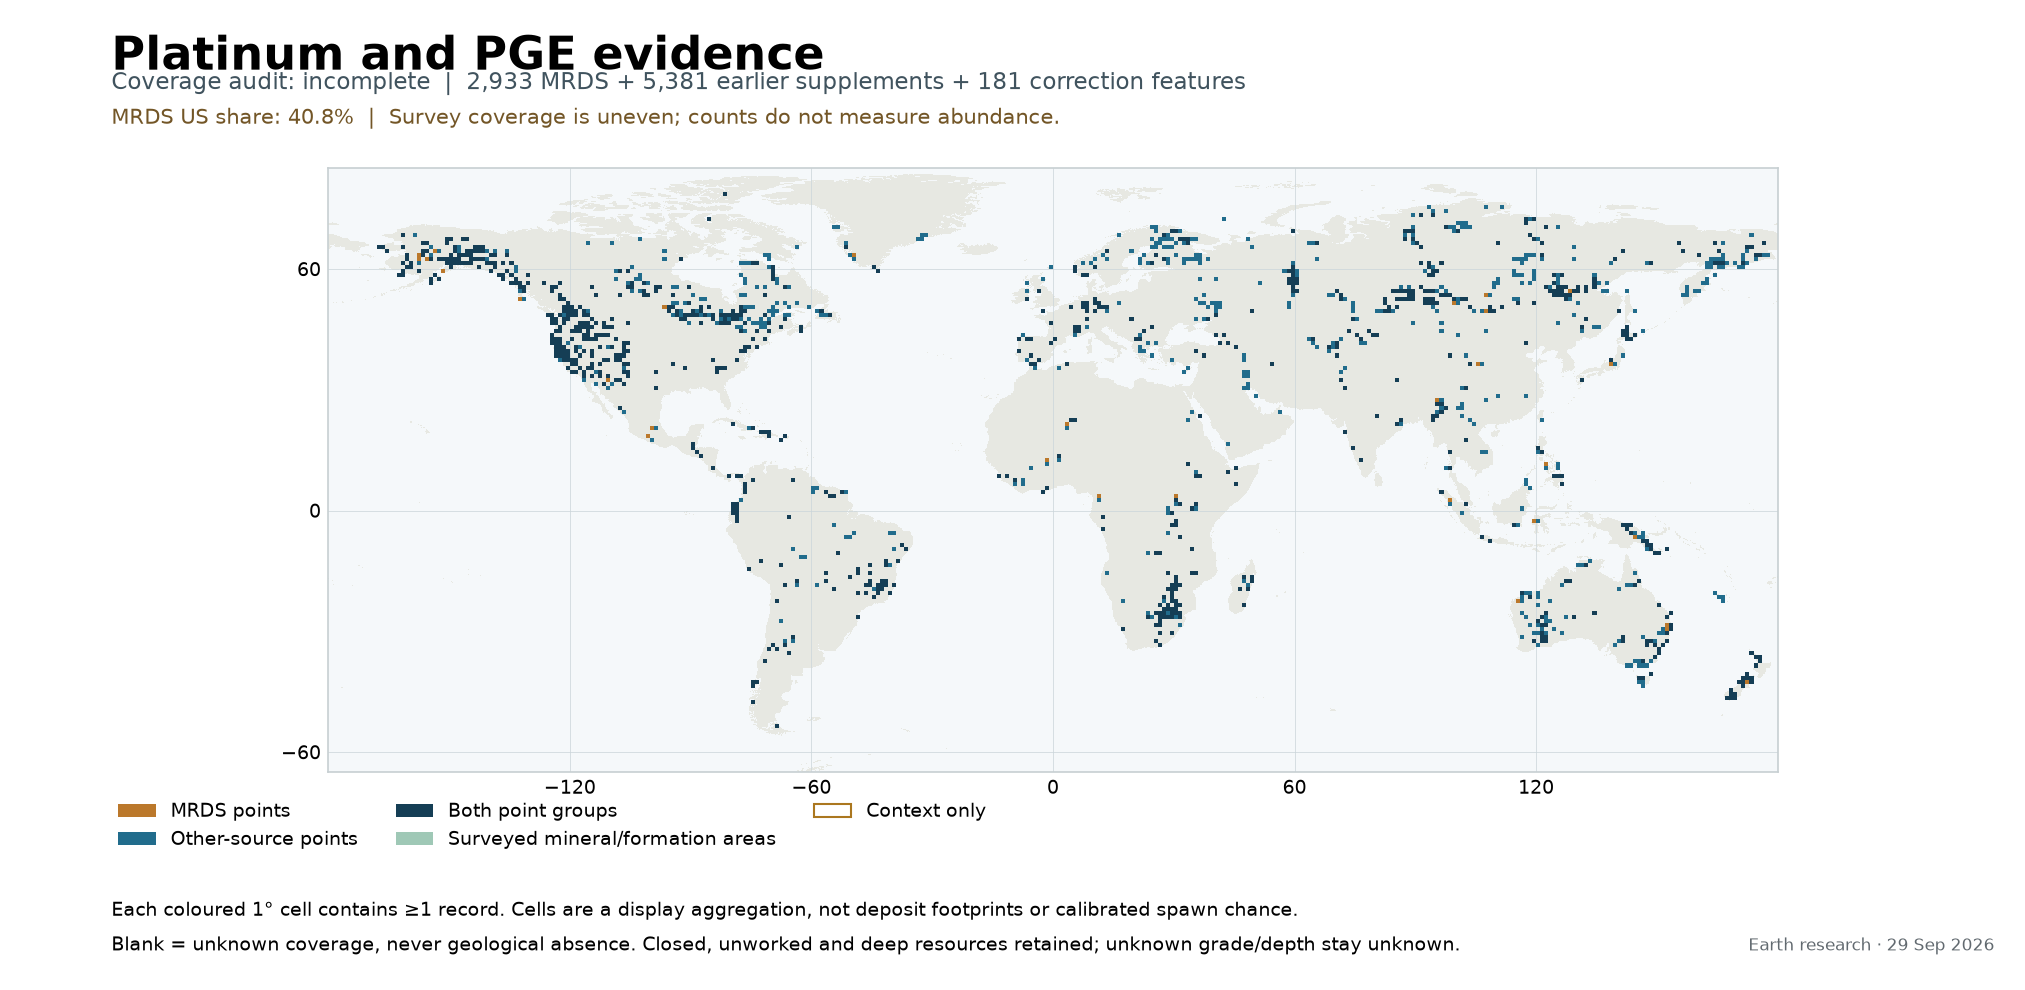 Platinum and PGE evidence
Coverage audit: incomplete | 2,933 MRDS + 5,381 earlier supplements + 181 correction features
MRDS US share: 40.8% | Survey coverage is uneven; counts do not measure abundance.
60
0
−60
−120
−60
0
60
120
MRDS points
Both point groups
Context only
Other-source points
Surveyed mineral/formation areas
Each coloured 1° cell contains ≥1 record. Cells are a display aggregation, not deposit footprints or calibrated spawn chance.
Blank = unknown coverage, never geological absence. Closed, unworked and deep resources retained; unknown grade/depth stay unknown.
Earth research · 29 Sep 2026